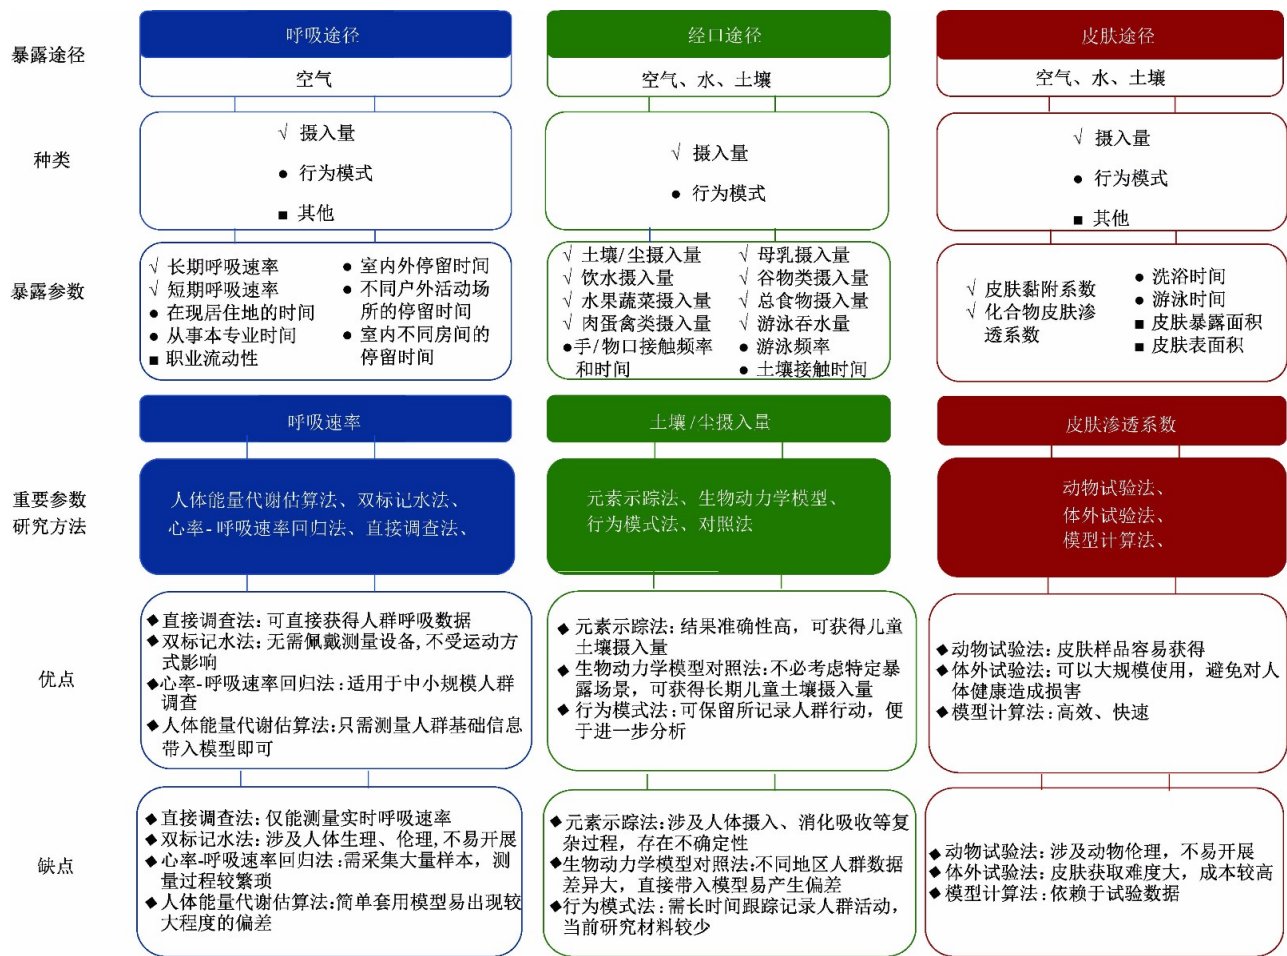 暴露途径
呼吸途径
空气
经口途径
空气、水、土壤
皮肤途径
空气、水、土壤
种类
√ 摄入量
● 行为模式
■ 其他
√ 摄入量
● 行为模式
√ 摄入量
● 行为模式
■ 其他
暴露参数
√ 长期呼吸速率
√ 短期呼吸速率
● 在现居住地的时间
● 从事本专业时间
■ 职业流动性
● 室内外停留时间
● 不同户外活动场
所的停留时间
● 室内不同房间的
停留时间
√ 土壤/尘摄入量
√ 饮水摄入量
√ 水果蔬菜摄入量
√ 肉蛋禽类摄入量
●手/物口接触频率
和时间
√ 母乳摄入量
√ 谷物类摄入量
√ 总食物摄入量
√ 游泳吞水量
● 游泳频率
● 土壤接触时间
√ 皮肤黏附系数
√ 化合物皮肤渗
透系数
● 洗浴时间
● 游泳时间
■ 皮肤暴露面积
■ 皮肤表面积
重要参数
研究方法
呼吸速率
人体能量代谢估算法、双标记水法、
心率-呼吸速率回归法、直接调查法、
土壤/尘摄入量
元素示踪法、生物动力学模型、
行为模式法、对照法
皮肤渗透系数
动物试验法、
体外试验法、
模型计算法、
优点
◆直接调查法：可直接获得人群呼吸数据
◆双标记水法：无需佩戴测量设备,不受运动方
式影响
◆心率-呼吸速率回归法：适用于中小规模人群
调查
◆人体能量代谢估算法：只需测量人群基础信息
带入模型即可
◆元素示踪法：结果准确性高，可获得儿童
土壤摄入量
◆生物动力学模型对照法：不必考虑特定暴
露场景，可获得长期儿童土壤摄入量
◆行为模式法：可保留所记录人群行动，便
于进一步分析
◆动物试验法：皮肤样品容易获得
◆体外试验法：可以大规模使用，避免对人
体健康造成损害
◆模型计算法：高效、快速
缺点
◆直接调查法：仅能测量实时呼吸速率
◆双标记水法：涉及人体生理、伦理,不易开展
◆心率-呼吸速率回归法：需采集大量样本，测
量过程较繁琐
◆人体能量代谢估算法：简单套用模型易出现较
大程度的偏差
◆元素示踪法：涉及人体摄入、消化吸收等复
杂过程，存在不确定性
◆生物动力学模型对照法：不同地区人群数据
差异大，直接带入模型易产生偏差
◆行为模式法：需长时间跟踪记录人群活动，
当前研究材料较少
◆动物试验法：涉及动物伦理，不易开展
◆体外试验法：皮肤获取难度大，成本较高
◆模型计算法：依赖于试验数据